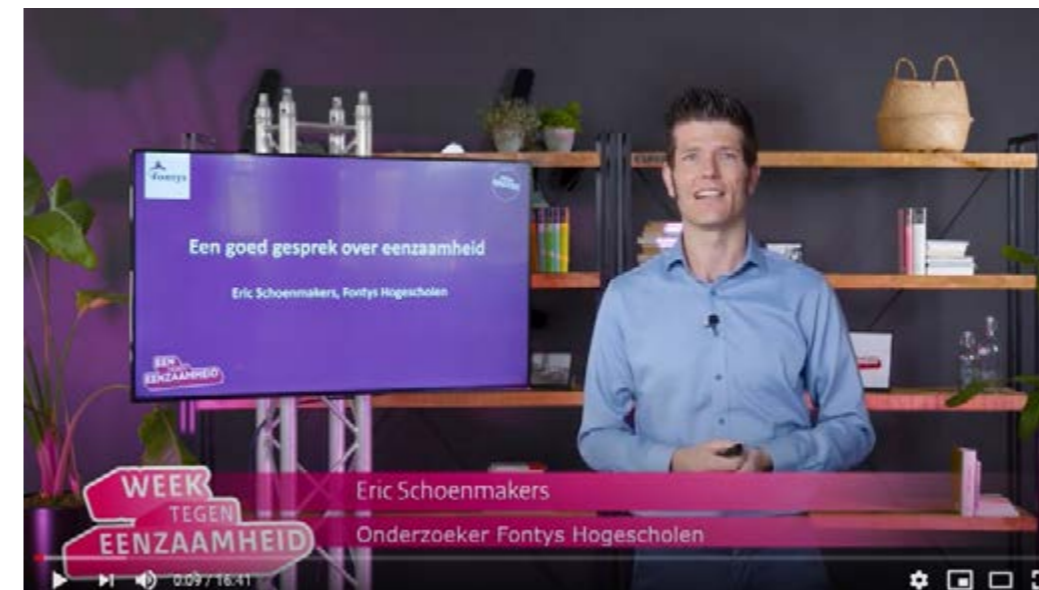 Fontys
Een goed gesprek over eenzaamheid
Eric Schoenmakers, Fontys Hogescholen
EEN
TEGEN
EENZAAMHEID
WEEK
TEGEN
EENZAAMHEID
Eric Schoenmakers
Onderzoeker Fontys Hogescholen
0:09 / 16:41